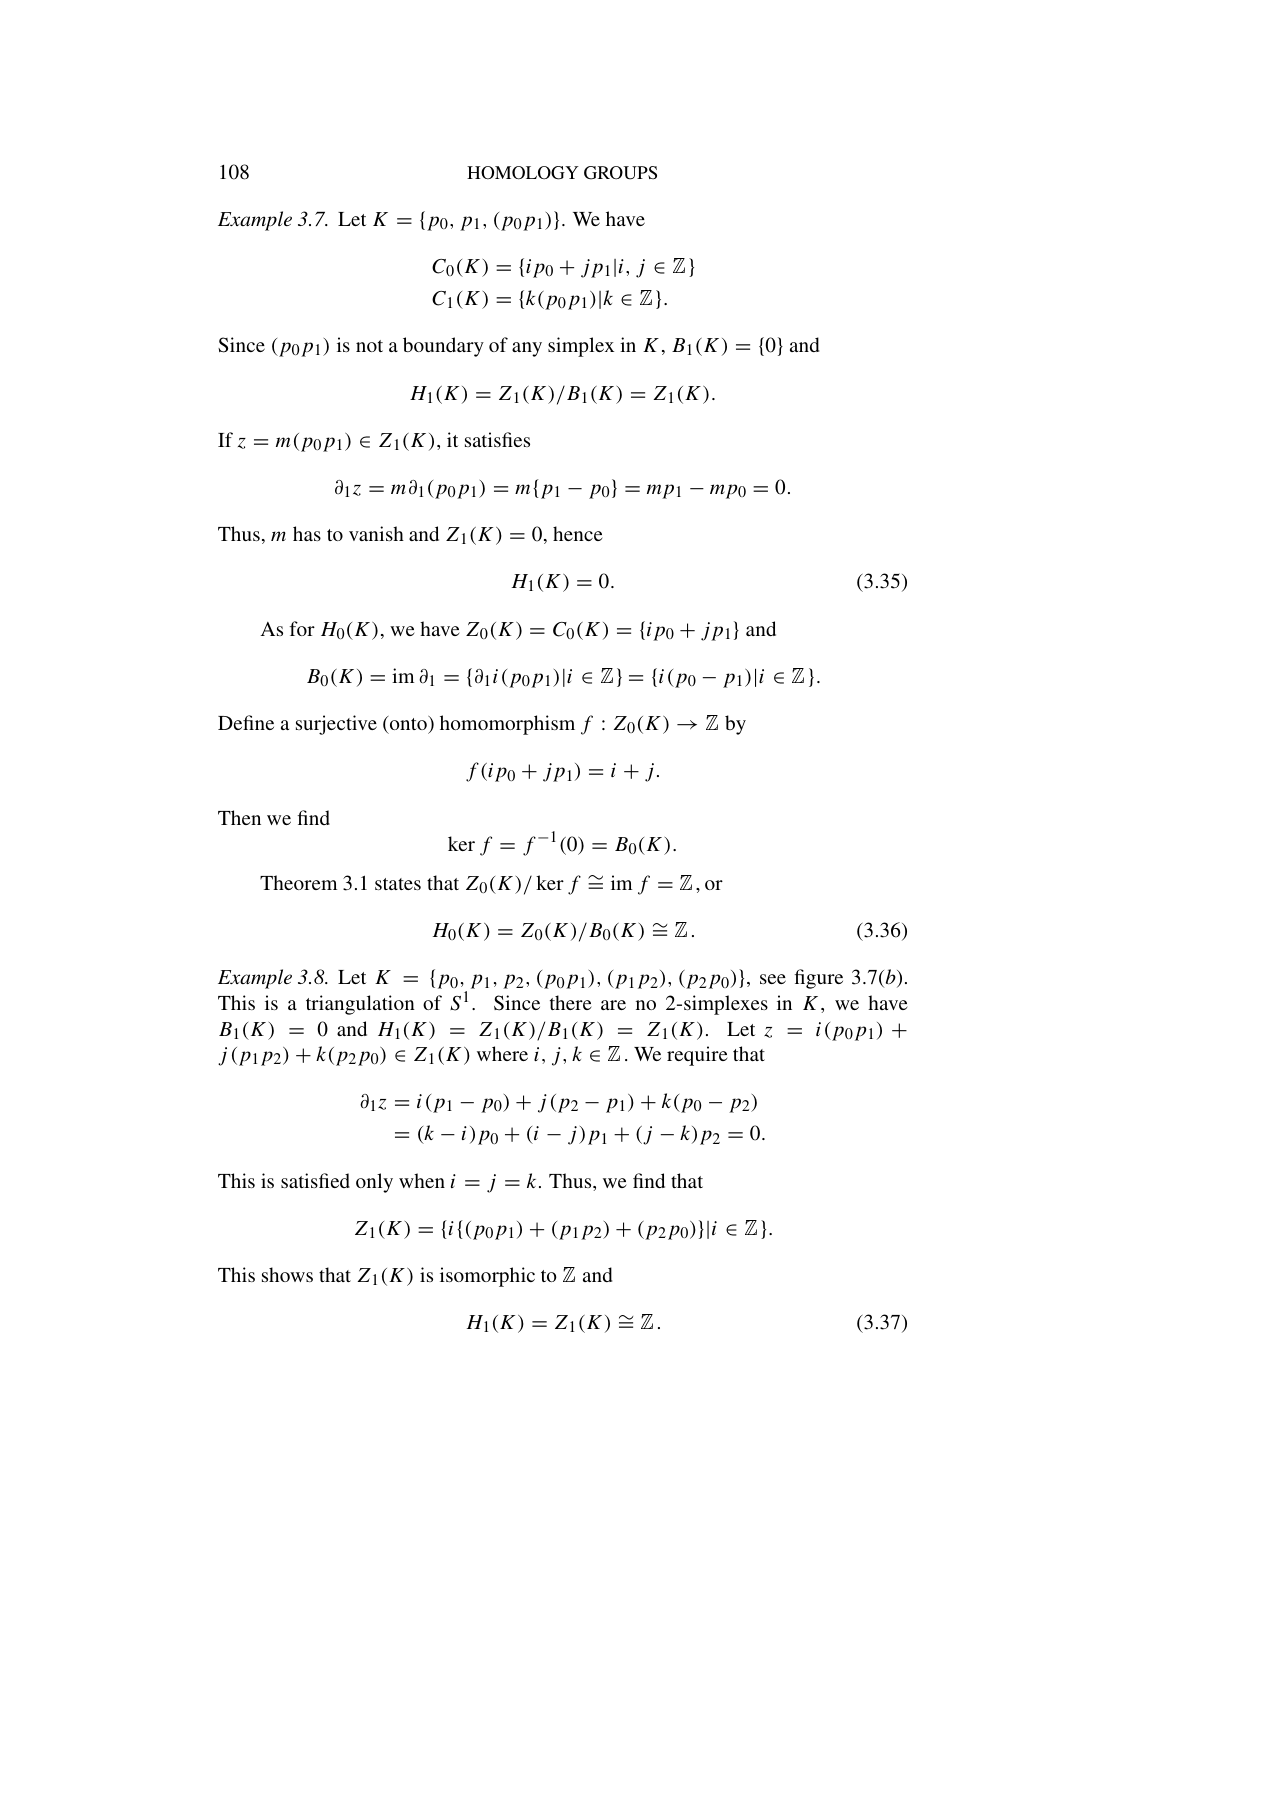 108 HOMOLOGY GROUPS
Example 3.7. Let K = {p₀, p₁, (p₀p₁)}. We have
C₀(K) = {ip₀ + jp₁|i, j ∈ ℤ}
C₁(K) = {k(p₀p₁)|k ∈ ℤ}.
Since (p₀p₁) is not a boundary of any simplex in K, B₁(K) = {0} and
H₁(K) = Z₁(K)/B₁(K) = Z₁(K).
If z = m(p₀p₁) ∈ Z₁(K), it satisfies
∂₁z = m∂₁(p₀p₁) = m{p₁ − p₀} = mp₁ − mp₀ = 0.
Thus, m has to vanish and Z₁(K) = 0, hence
H₁(K) = 0. (3.35)
As for H₀(K), we have Z₀(K) = C₀(K) = {ip₀ + jp₁} and
B₀(K) = im ∂₁ = {∂₁i(p₀p₁)|i ∈ ℤ} = {i(p₀ − p₁)|i ∈ ℤ}.
Define a surjective (onto) homomorphism f : Z₀(K) → ℤ by
f(ip₀ + jp₁) = i + j.
Then we find
ker f = f⁻¹(0) = B₀(K).
Theorem 3.1 states that Z₀(K)/ ker f ≅ im f = ℤ, or
H₀(K) = Z₀(K)/B₀(K) ≅ ℤ. (3.36)
Example 3.8. Let K = {p₀, p₁, p₂, (p₀p₁), (p₁p₂), (p₂p₀)}, see figure 3.7(b).
This is a triangulation of S¹. Since there are no 2-simplexes in K, we have
B₁(K) = 0 and H₁(K) = Z₁(K)/B₁(K) = Z₁(K). Let z = i(p₀p₁) +
j(p₁p₂) + k(p₂p₀) ∈ Z₁(K) where i, j, k ∈ ℤ. We require that
∂₁z = i(p₁ − p₀) + j(p₂ − p₁) + k(p₀ − p₂)
= (k − i)p₀ + (i − j)p₁ + (j − k)p₂ = 0.
This is satisfied only when i = j = k. Thus, we find that
Z₁(K) = {i{(p₀p₁) + (p₁p₂) + (p₂p₀)}|i ∈ ℤ}.
This shows that Z₁(K) is isomorphic to ℤ and
H₁(K) = Z₁(K) ≅ ℤ. (3.37)